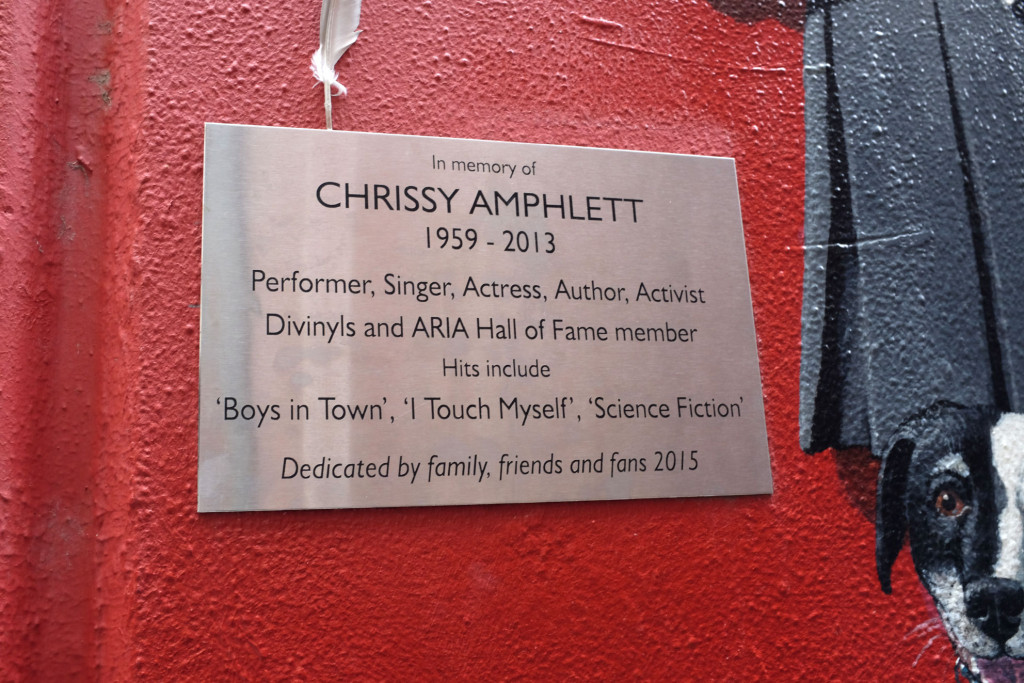 In memory of
CHRISSY AMPHLETT
1959 - 2013
Performer, Singer, Actress, Author, Activist
Divinyls and ARIA Hall of Fame member
Hits include
‘Boys in Town’, ‘I Touch Myself’, ‘Science Fiction’
Dedicated by family, friends and fans 2015